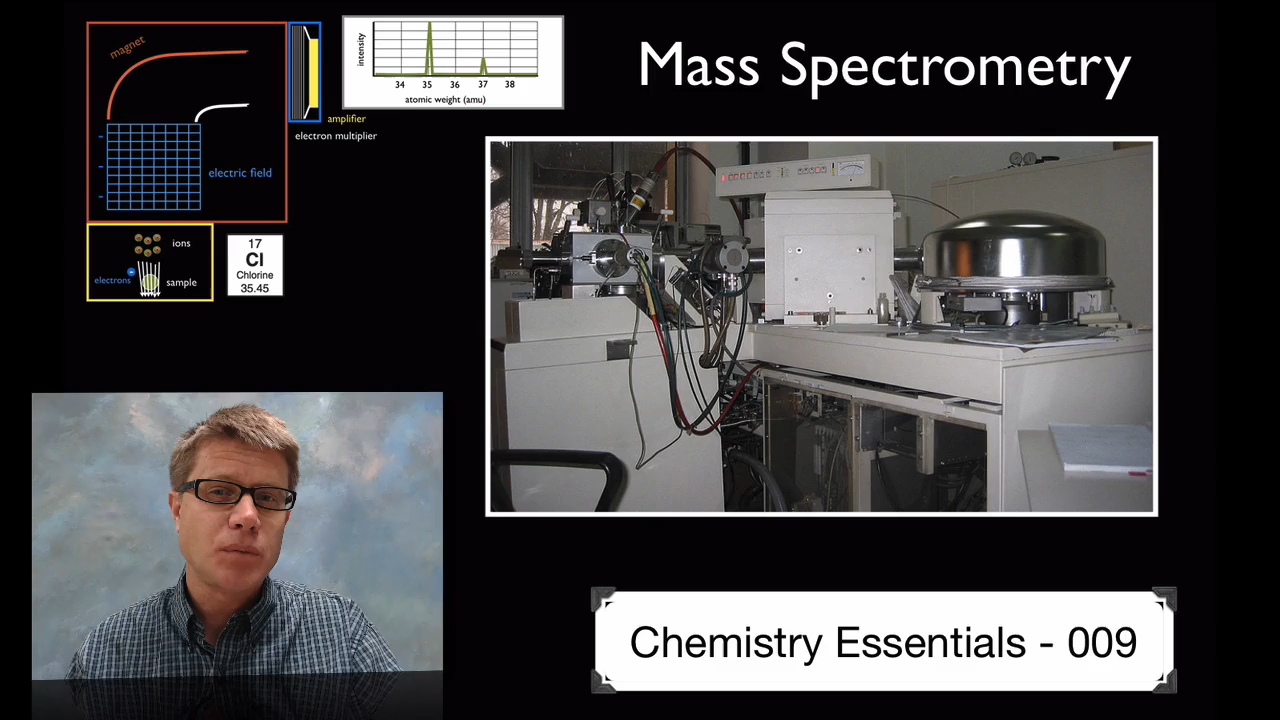 Mass Spectrometry
magnet
electric field
intensity
34 35 36 37 38
atomic weight (amu)
amplifier
electron multiplier
ions
electrons
sample
17
Cl
Chlorine
35.45
Chemistry Essentials - 009